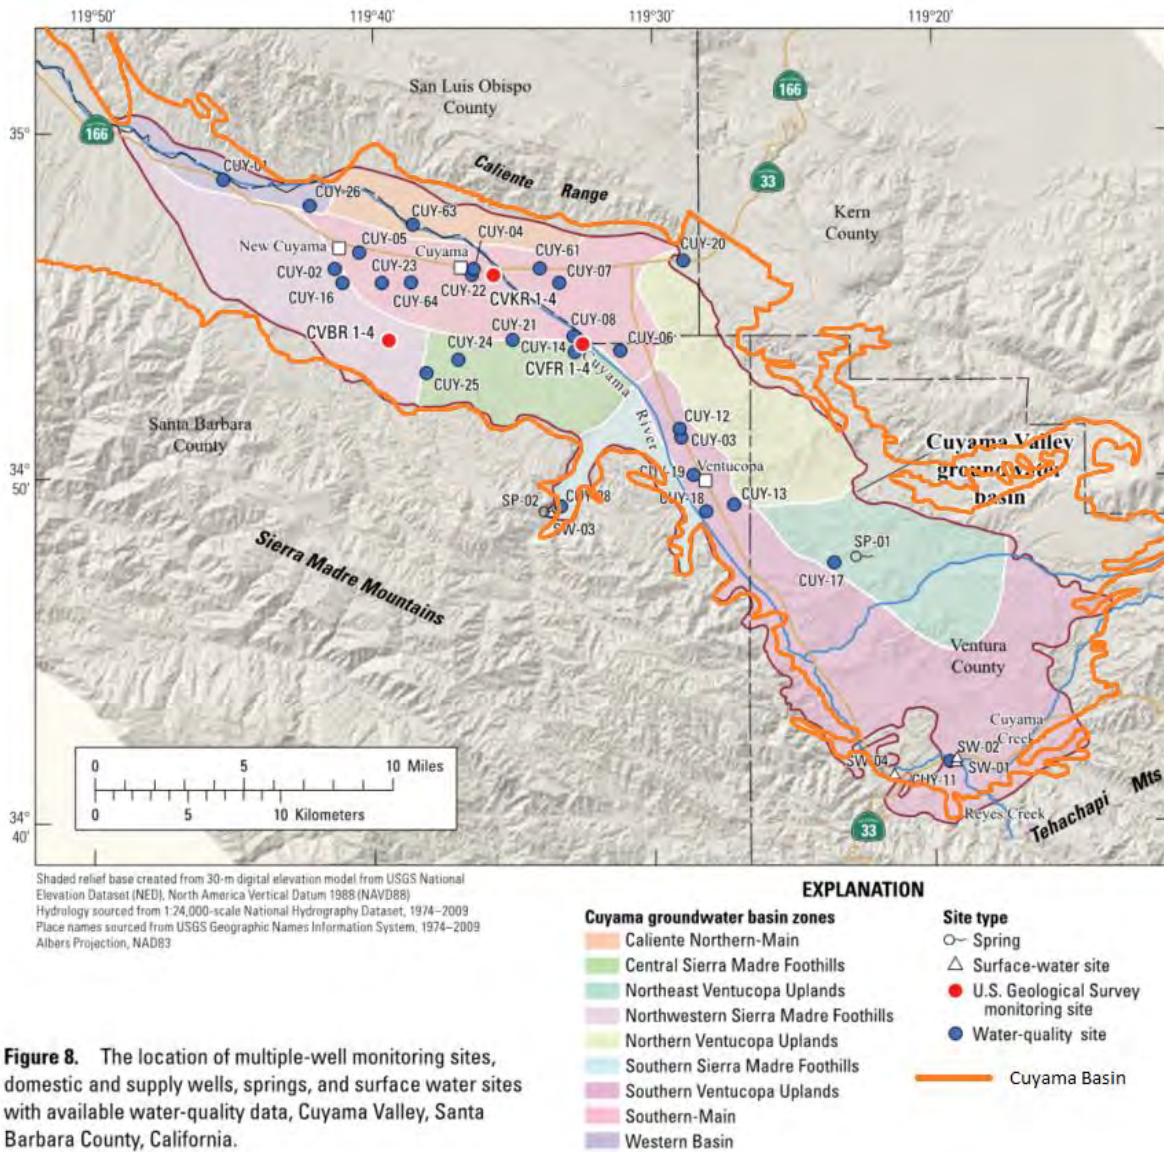 119°50' 119°40' 119°30' 119°20'
166
San Luis Obispo
County
35°
166
33
Caliente Range
Kern
County
CUY-01
CUY-26
CUY-63
CUY-04
CUY-20
New Cuyama
CUY-05
Cuyama
CUY-61
CUY-02
CUY-23
CUY-07
CUY-16
CUY-64
CUY-22
CVKR 1-4
CVBR 1-4
CUY-21
CUY-08
CUY-24
CUY-14
CUY-06
CVFR 1-4
CUY-25
Cuyama River
Santa Barbara
County
CUY-12
CUY-03
Cuyama Valley
groundwater
basin
34°
50'
CUY-19
Ventucopa
SP-02
CUY-28
CUY-18
CUY-13
SW-03
Sierra Madre Mountains
SP-01
CUY-17
Ventura
County
Cuyama
Creek
SW-02
SW-04
SW-01
CUY-11
Reyes Creek
Tehachapi Mts
33
0 5 10 Miles
0 5 10 Kilometers
34°
40'
Shaded relief base created from 30-m digital elevation model from USGS National
Elevation Dataset (NED), North America Vertical Datum 1988 (NAVD88)
Hydrology sourced from 1:24,000-scale National Hydrography Dataset, 1974–2009
Place names sourced from USGS Geographic Names Information System, 1974–2009
Albers Projection, NAD83
EXPLANATION
Cuyama groundwater basin zones
Caliente Northern-Main
Central Sierra Madre Foothills
Northeast Ventucopa Uplands
Northwestern Sierra Madre Foothills
Northern Ventucopa Uplands
Southern Sierra Madre Foothills
Southern Ventucopa Uplands
Southern-Main
Western Basin
Site type
Spring
Surface-water site
U.S. Geological Survey
monitoring site
Water-quality site
Cuyama Basin
Figure 8. The location of multiple-well monitoring sites,
domestic and supply wells, springs, and surface water sites
with available water-quality data, Cuyama Valley, Santa
Barbara County, California.